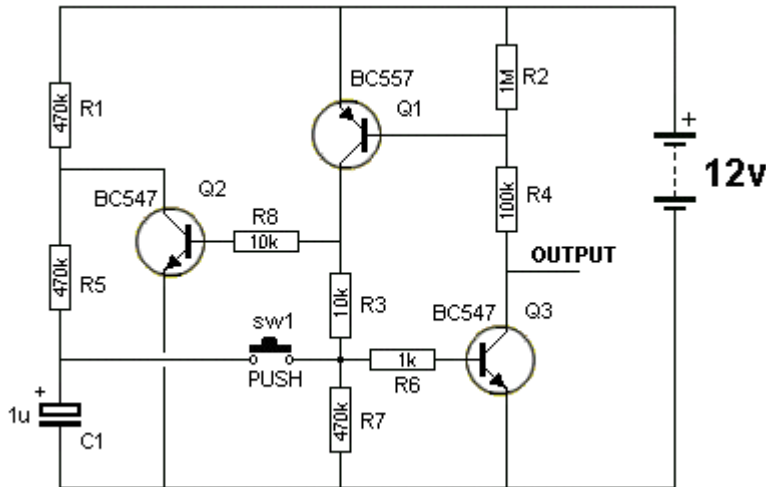 BC557
1M
R2
470k
R1
Q1
+
12v
BC547
Q2
R8
10k
100k
R4
OUTPUT
470k
R5
10k
R3
BC547
Q3
sw1
PUSH
1k
R6
+
1u
C1
470k
R7